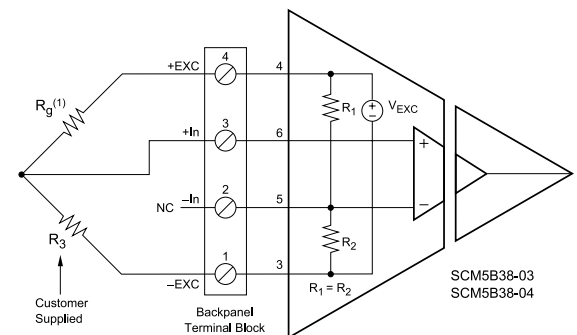 +EXC
4
4
Rg(1)
R1
VEXC
+
−
+In
3
6
+
NC
−In
2
5
−
R3
1
3
R2
−EXC
R1 = R2
Customer
Supplied
Backpanel
Terminal Block
SCM5B38-03
SCM5B38-04